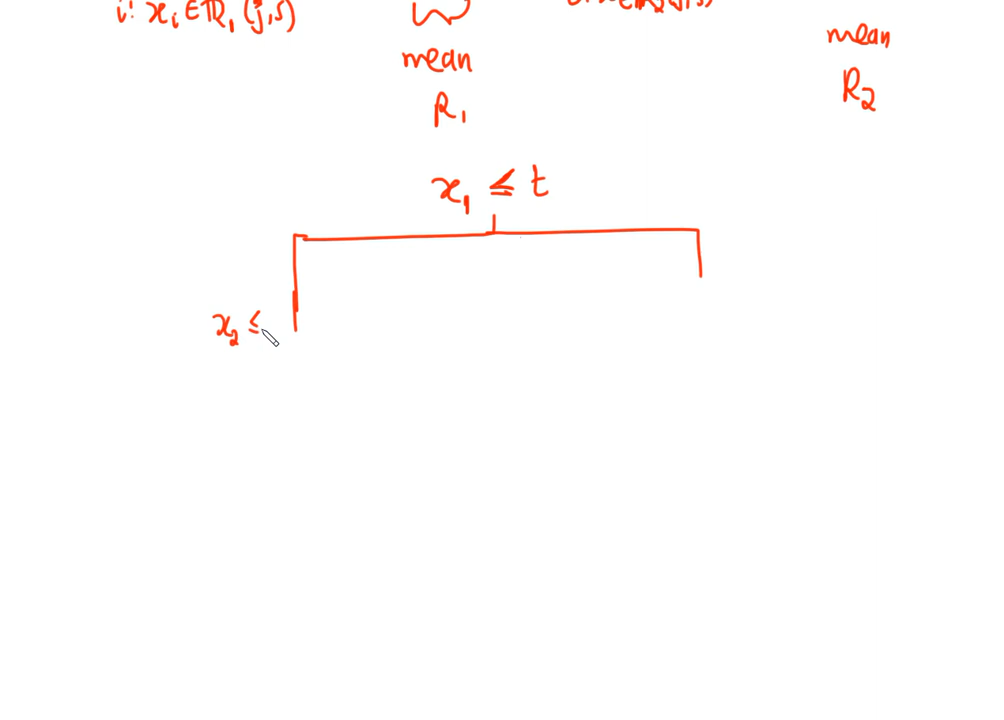 i: xᵢ ∈ R₁ (j,s)
mean
mean
R₁
R₂
x₁ ≤ t
x₂ ≤